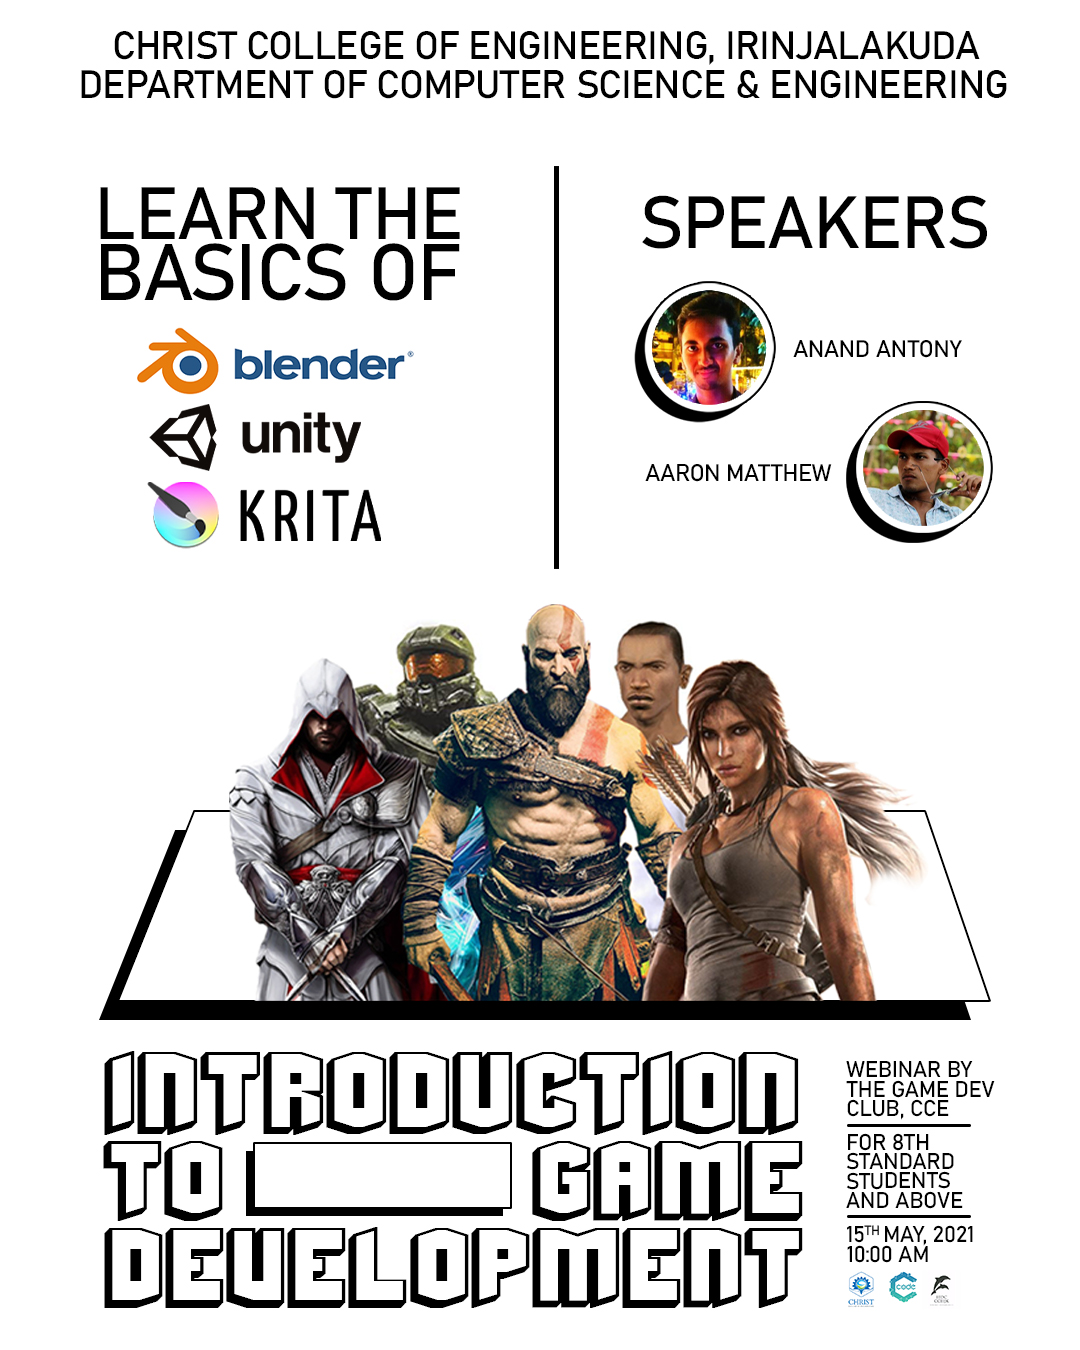 CHRIST COLLEGE OF ENGINEERING, IRINJALAKUDA
DEPARTMENT OF COMPUTER SCIENCE & ENGINEERING
LEARN THE
BASICS OF
blender®
unity
KRITA
SPEAKERS
ANAND ANTONY
AARON MATTHEW
INTRODUCTION
TO GAME
DEVELOPMENT
WEBINAR BY
THE GAME DEV
CLUB, CCE
FOR 8TH
STANDARD
STUDENTS
AND ABOVE
15TH MAY, 2021
10:00 AM
CHRIST
code